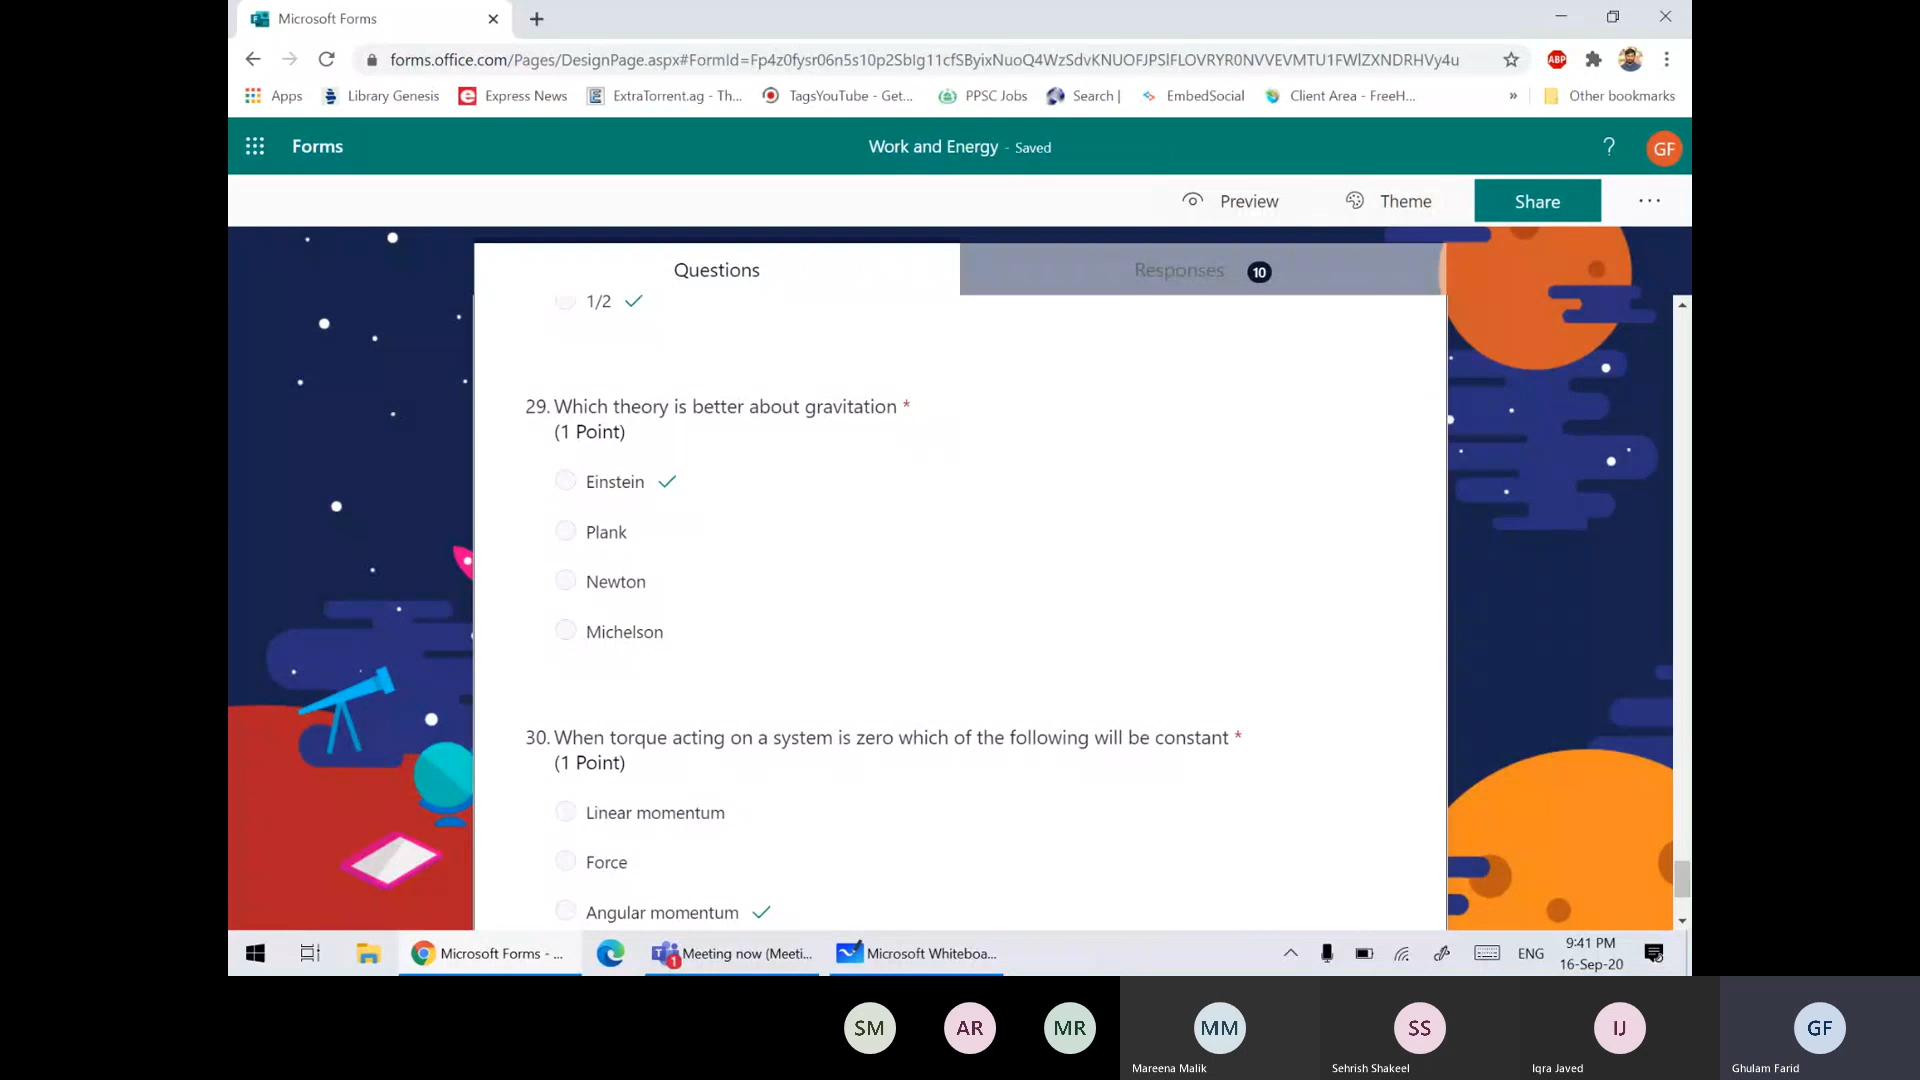 Microsoft Forms
forms.office.com/Pages/DesignPage.aspx#FormId=Fp4z0fysr06n5s10p2SbIg11cfSByixNuoQ4WzSdvKNUOFJPSlFLOVRYR0NVVEVMTU1FWlZXNDRHVy4u
ABP
Apps Library Genesis Express News ExtraTorrent.ag - Th... TagsYouTube - Get... PPSC Jobs Search | EmbedSocial Client Area - FreeH... » Other bookmarks
Forms Work and Energy - Saved ? GF
Preview Theme Share ...
Questions Responses 10
1/2
29. Which theory is better about gravitation *
(1 Point)
Einstein
Plank
Newton
Michelson
30. When torque acting on a system is zero which of the following will be constant *
(1 Point)
Linear momentum
Force
Angular momentum
Microsoft Forms - ... 1 Meeting now (Meeti... Microsoft Whiteboa... ENG 9:41 PM
16-Sep-20
SM AR MR MM SS IJ GF
Mareena Malik Sehrish Shakeel Iqra Javed Ghulam Farid